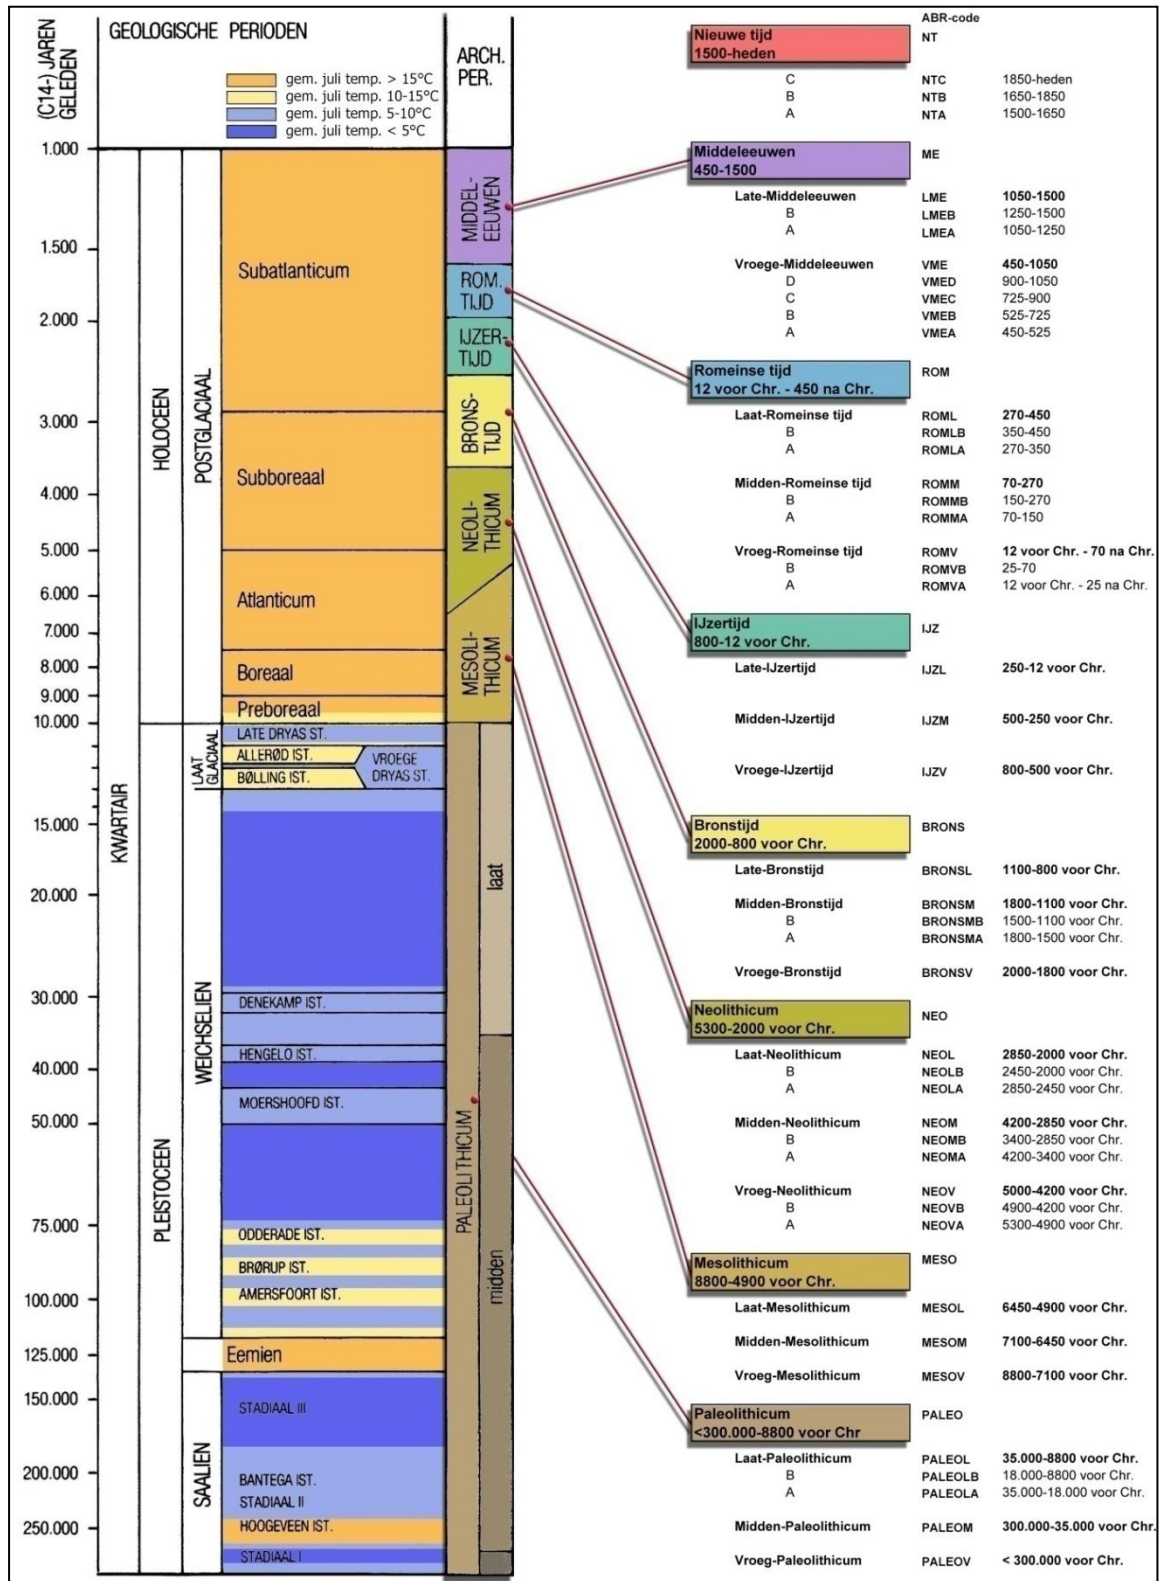 (C14-) JAREN
GELEDEN
GEOLOGISCHE PERIODEN
gem. juli temp. > 15°C
gem. juli temp. 10-15°C
gem. juli temp. 5-10°C
gem. juli temp. < 5°C
ARCH.
PER.
1.000
1.500
2.000
3.000
4.000
5.000
6.000
7.000
8.000
9.000
10.000
15.000
20.000
30.000
40.000
50.000
75.000
100.000
125.000
150.000
200.000
250.000
KWARTAIR
HOLOCEEN
PLEISTOCEEN
POSTGLACIAAL
LAAT
GLACIAAL
WEICHSELIEN
SAALIEN
Subatlanticum
Subboreaal
Atlanticum
Boreaal
Preboreaal
LATE DRYAS ST.
ALLERØD IST.
VROEGE
DRYAS ST.
BØLLING IST.
DENEKAMP IST.
HENGELO IST.
MOERSHOOFD IST.
ODDERADE IST.
BRØRUP IST.
AMERSFOORT IST.
Eemien
STADIAAL III
BANTEGA IST.
STADIAAL II
HOOGEVEEN IST.
STADIAAL I
MIDDEL-
EEUWEN
ROM.
TIJD
IJZER-
TIJD
BRONS-
TIJD
NEOLI-
THICUM
MESOLI-
THICUM
PALEOLITHICUM
laat
midden
ABR-code
Nieuwe tijd NT
1500-heden
C NTC 1850-heden
B NTB 1650-1850
A NTA 1500-1650
Middeleeuwen ME
450-1500
Late-Middeleeuwen LME 1050-1500
B LMEB 1250-1500
A LMEA 1050-1250
Vroege-Middeleeuwen VME 450-1050
D VMED 900-1050
C VMEC 725-900
B VMEB 525-725
A VMEA 450-525
Romeinse tijd ROM
12 voor Chr. - 450 na Chr.
Laat-Romeinse tijd ROML 270-450
B ROMLB 350-450
A ROMLA 270-350
Midden-Romeinse tijd ROMM 70-270
B ROMMB 150-270
A ROMMA 70-150
Vroeg-Romeinse tijd ROMV 12 voor Chr. - 70 na Chr.
B ROMVB 25-70
A ROMVA 12 voor Chr. - 25 na Chr.
IJzertijd IJZ
800-12 voor Chr.
Late-IJzertijd IJZL 250-12 voor Chr.
Midden-IJzertijd IJZM 500-250 voor Chr.
Vroege-IJzertijd IJZV 800-500 voor Chr.
Bronstijd BRONS
2000-800 voor Chr.
Late-Bronstijd BRONSL 1100-800 voor Chr.
Midden-Bronstijd BRONSM 1800-1100 voor Chr.
B BRONSMB 1500-1100 voor Chr.
A BRONSMA 1800-1500 voor Chr.
Vroege-Bronstijd BRONSV 2000-1800 voor Chr.
Neolithicum NEO
5300-2000 voor Chr.
Laat-Neolithicum NEOL 2850-2000 voor Chr.
B NEOLB 2450-2000 voor Chr.
A NEOLA 2850-2450 voor Chr.
Midden-Neolithicum NEOM 4200-2850 voor Chr.
B NEOMB 3400-2850 voor Chr.
A NEOMA 4200-3400 voor Chr.
Vroeg-Neolithicum NEOV 5000-4200 voor Chr.
B NEOVB 4900-4200 voor Chr.
A NEOVA 5300-4900 voor Chr.
Mesolithicum MESO
8800-4900 voor Chr.
Laat-Mesolithicum MESOL 6450-4900 voor Chr.
Midden-Mesolithicum MESOM 7100-6450 voor Chr.
Vroeg-Mesolithicum MESOV 8800-7100 voor Chr.
Paleolithicum PALEO
<300.000-8800 voor Chr
Laat-Paleolithicum PALEOL 35.000-8800 voor Chr.
B PALEOLB 18.000-8800 voor Chr.
A PALEOLA 35.000-18.000 voor Chr.
Midden-Paleolithicum PALEOM 300.000-35.000 voor Chr.
Vroeg-Paleolithicum PALEOV < 300.000 voor Chr.